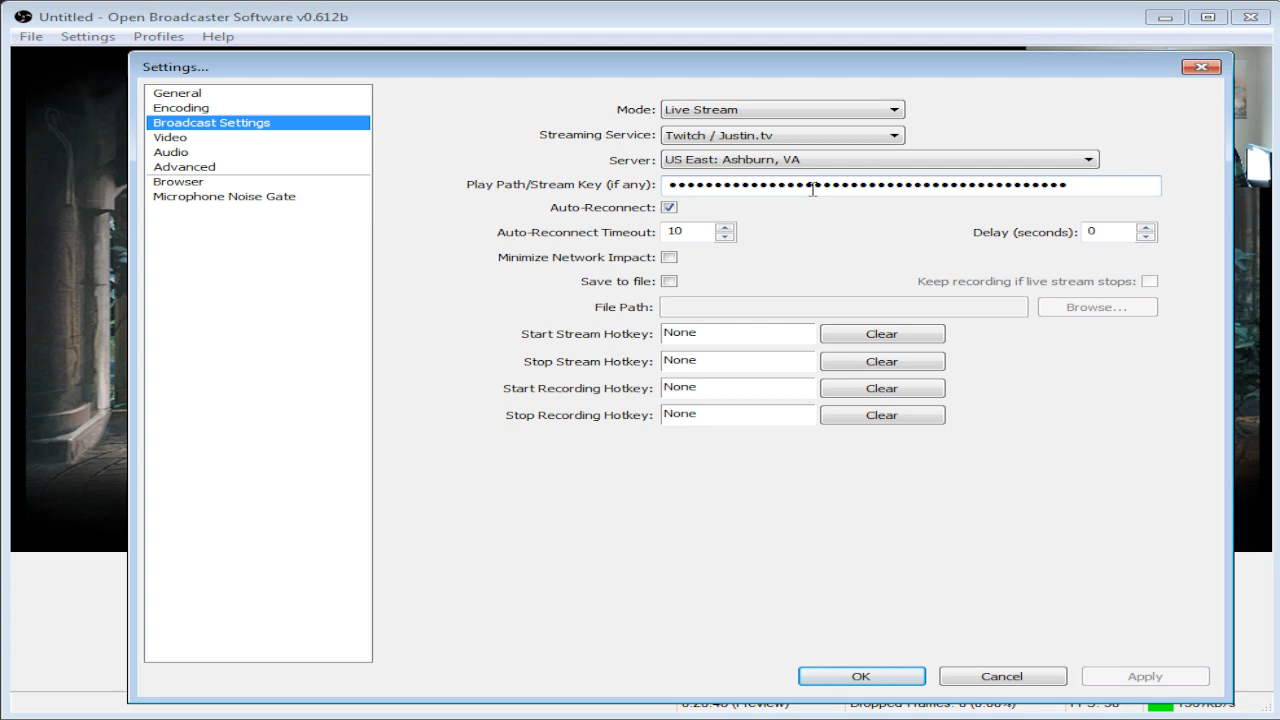 Untitled - Open Broadcaster Software v0.612b
File Settings Profiles Help
Settings...
General
Encoding
Broadcast Settings
Video
Audio
Advanced
Browser
Microphone Noise Gate
Mode: Live Stream
Streaming Service: Twitch / Justin.tv
Server: US East: Ashburn, VA
Play Path/Stream Key (if any): ••••••••••••••••••••••••••••••••••••••••••••
Auto-Reconnect:
Auto-Reconnect Timeout: 10 Delay (seconds): 0
Minimize Network Impact:
Save to file: Keep recording if live stream stops:
File Path: Browse...
Start Stream Hotkey: None Clear
Stop Stream Hotkey: None Clear
Start Recording Hotkey: None Clear
Stop Recording Hotkey: None Clear
OK Cancel Apply
(Preview) Dropped Frames: 0 (0.00%)